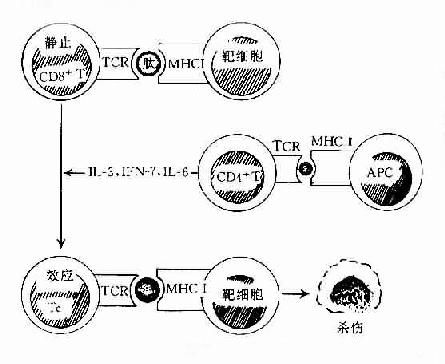 静止
CD8⁺ T
TCR
肽
MHC I
靶细胞
TCR
MHC I
IL-2, IFN-7, IL-6
CD4⁺T
APC
效应
Tc
TCR
MHC I
靶细胞
杀伤